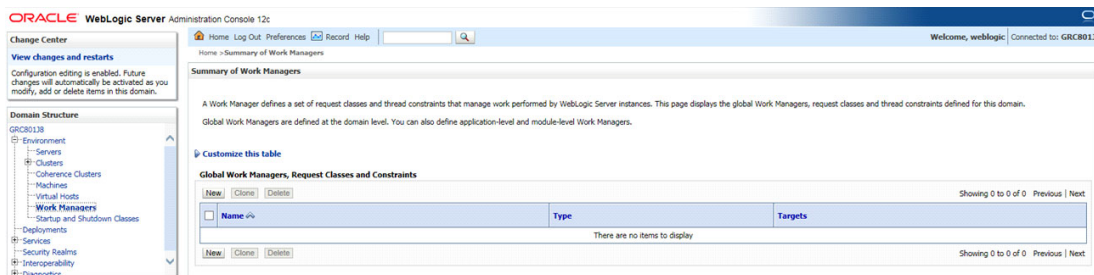 ORACLE WebLogic Server Administration Console 12c
Change Center
View changes and restarts
Configuration editing is enabled. Future
changes will automatically be activated as you
modify, add or delete items in this domain.
Domain Structure
GRC801J8
Environment
Servers
Clusters
Coherence Clusters
Machines
Virtual Hosts
Work Managers
Startup and Shutdown Classes
Deployments
Services
Security Realms
Interoperability
Diagnostics
Home Log Out Preferences Record Help
Welcome, weblogic Connected to: GRC801J
Home >Summary of Work Managers
Summary of Work Managers
A Work Manager defines a set of request classes and thread constraints that manage work performed by WebLogic Server instances. This page displays the global Work Managers, request classes and thread constraints defined for this domain.
Global Work Managers are defined at the domain level. You can also define application-level and module-level Work Managers.
Customize this table
Global Work Managers, Request Classes and Constraints
New Clone Delete Showing 0 to 0 of 0 Previous | Next
Name Type Targets
There are no items to display
New Clone Delete Showing 0 to 0 of 0 Previous | Next